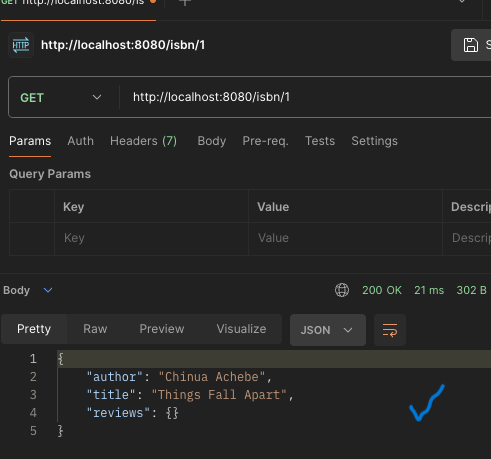 GET http://localhost:8080/is
HTTP http://localhost:8080/isbn/1 S
GET http://localhost:8080/isbn/1
Params Auth Headers (7) Body Pre-req. Tests Settings
Query Params
Key Value Descrip
Key Value Descrip
Body 200 OK 21 ms 302 B
Pretty Raw Preview Visualize JSON
1 {
2 "author": "Chinua Achebe",
3 "title": "Things Fall Apart",
4 "reviews": {}
5 }